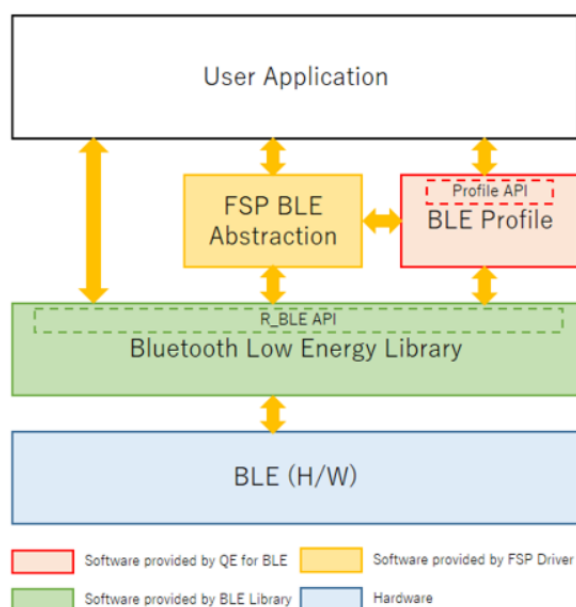 User Application
FSP BLE
Abstraction
Profile API
BLE Profile
R_BLE API
Bluetooth Low Energy Library
BLE (H/W)
Software provided by QE for BLE
Software provided by FSP Driver
Software provided by BLE Library
Hardware